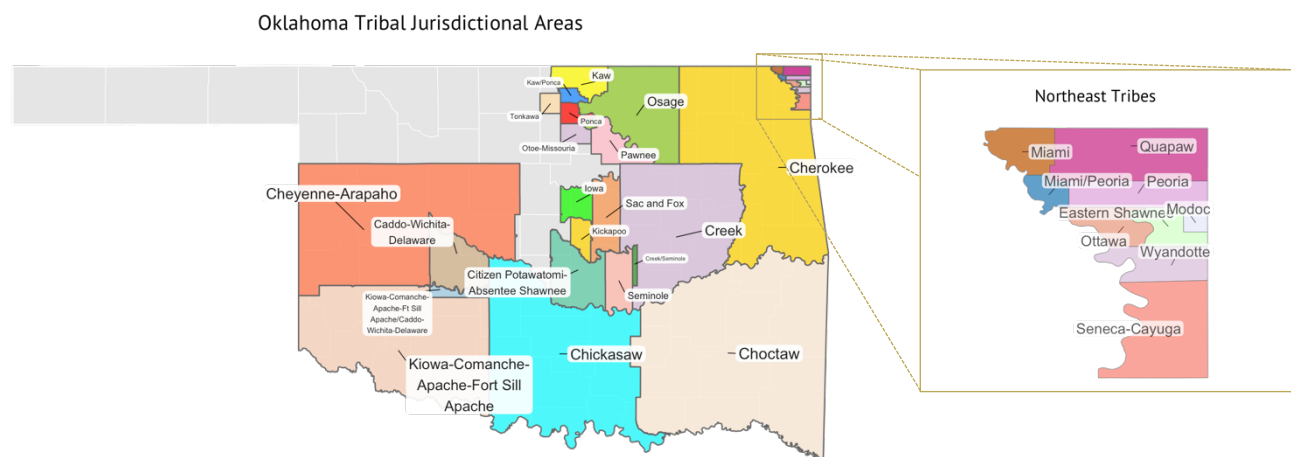 Oklahoma Tribal Jurisdictional Areas
Kaw/Ponca
Kaw
Osage
Tonkawa
Ponca
Otoe-Missouria
Pawnee
Cherokee
Cheyenne-Arapaho
Iowa
Sac and Fox
Caddo-Wichita-
Delaware
Kickapoo
Creek
Citizen Potawatomi-
Absentee Shawnee
Creek/Seminole
Seminole
Kiowa-Comanche-
Apache-Ft Sill
Apache/Caddo-
Wichita-Delaware
Kiowa-Comanche-
Apache-Fort Sill
Apache
Chickasaw
Choctaw
Northeast Tribes
Miami
Quapaw
Miami/Peoria
Peoria
Eastern Shawnee
Modoc
Ottawa
Wyandotte
Seneca-Cayuga